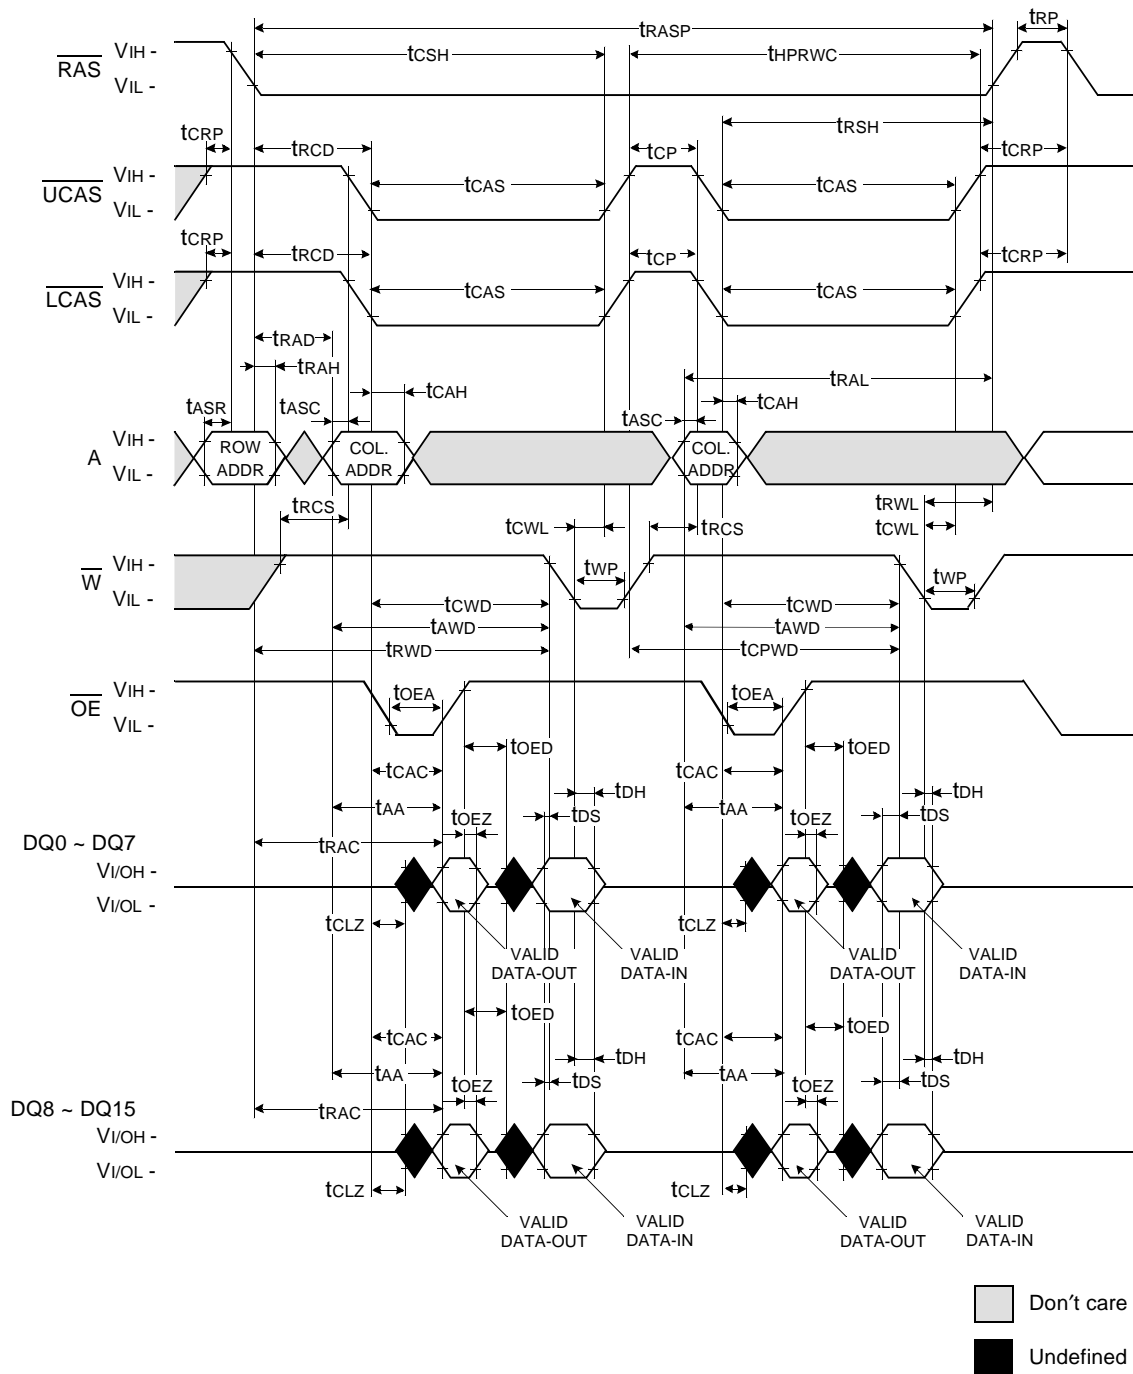 tRASP
tRP
RAS
VIH -
VIL -
tCSH
tHPRWC
tRSH
tCRP
tRCD
tCP
tCRP
UCAS
VIH -
VIL -
tCAS
tCAS
tCRP
tRCD
tCP
tCRP
LCAS
VIH -
VIL -
tCAS
tCAS
tRAD
tRAH
tCAH
tRAL
tASR
tASC
tASC
tCAH
A
VIH -
VIL -
ROW
ADDR
COL.
ADDR
COL.
ADDR
tRCS
tCWL
tRCS
tRWL
tCWL
W
VIH -
VIL -
tWP
tWP
tCWD
tCWD
tAWD
tAWD
tRWD
tCPWD
OE
VIH -
VIL -
tOEA
tOEA
tOED
tOED
tCAC
tCAC
tDH
tDH
tAA
tOEZ
tDS
tAA
tOEZ
tDS
tRAC
DQ0 ~ DQ7
VI/OH -
VI/OL -
tCLZ
tCLZ
VALID
DATA-OUT
VALID
DATA-IN
VALID
DATA-OUT
VALID
DATA-IN
tOED
tOED
tCAC
tCAC
tDH
tDH
tAA
tOEZ
tDS
tAA
tOEZ
tDS
tRAC
DQ8 ~ DQ15
VI/OH -
VI/OL -
tCLZ
tCLZ
VALID
DATA-OUT
VALID
DATA-IN
VALID
DATA-OUT
VALID
DATA-IN
Don′t care
Undefined